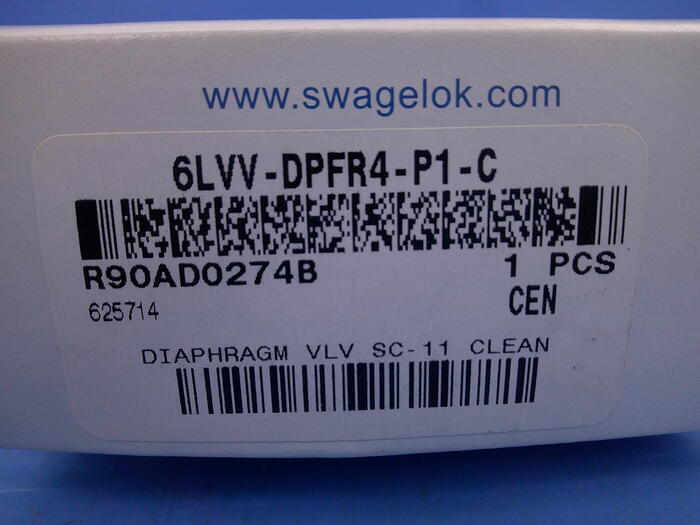 www.swagelok.com
6LVV-DPFR4-P1-C
R90AD0274B 1 PCS
625714 CEN
DIAPHRAGM VLV SC-11 CLEAN